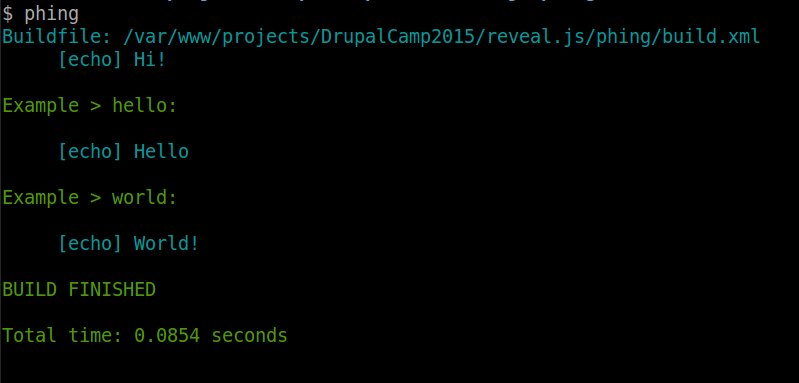 $ phing
Buildfile: /var/www/projects/DrupalCamp2015/reveal.js/phing/build.xml
     [echo] Hi!
Example > hello:
     [echo] Hello
Example > world:
     [echo] World!
BUILD FINISHED
Total time: 0.0854 seconds